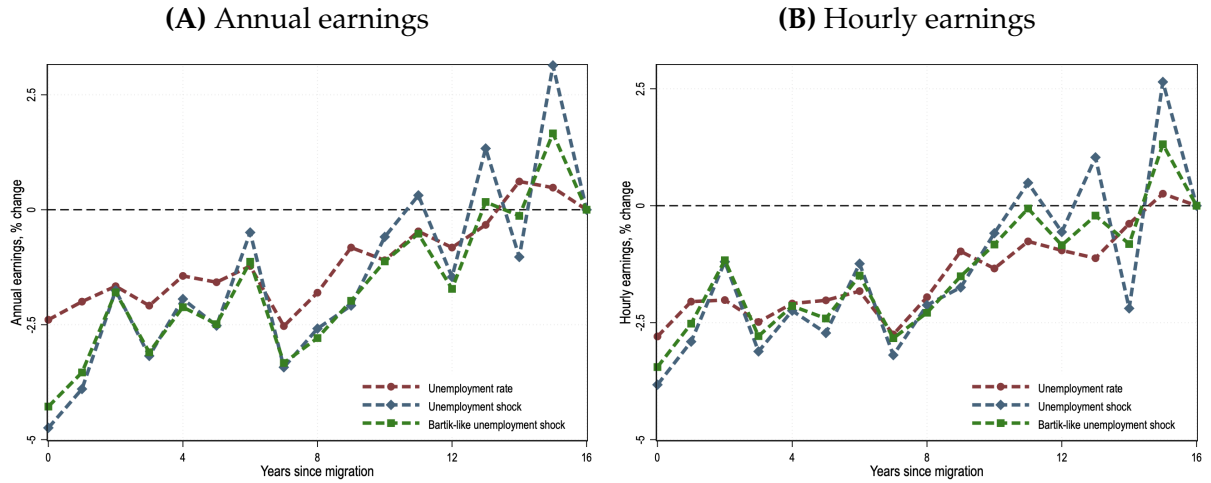 (A) Annual earnings
Annual earnings, % change
2.5
0
-2.5
-5
Unemployment rate
Unemployment shock
Bartik-like unemployment shock
0 4 8 12 16
Years since migration
(B) Hourly earnings
Hourly earnings, % change
2.5
0
-2.5
-5
Unemployment rate
Unemployment shock
Bartik-like unemployment shock
0 4 8 12 16
Years since migration